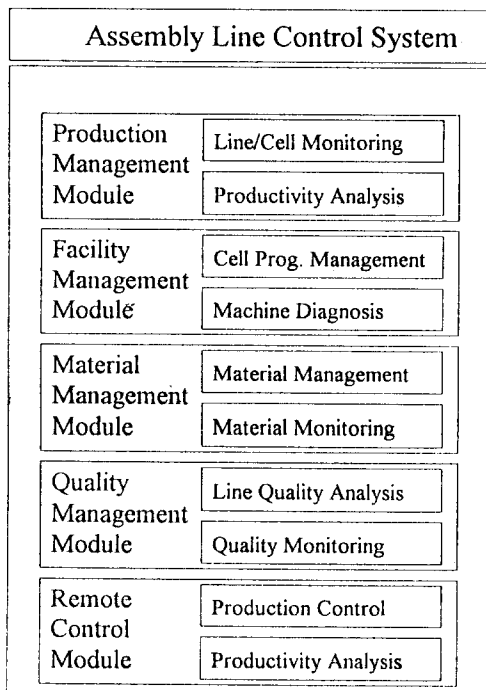 Assembly Line Control System
Production
Management
Module
Line/Cell Monitoring
Productivity Analysis
Facility
Management
Module
Cell Prog. Management
Machine Diagnosis
Material
Management
Module
Material Management
Material Monitoring
Quality
Management
Module
Line Quality Analysis
Quality Monitoring
Remote
Control
Module
Production Control
Productivity Analysis